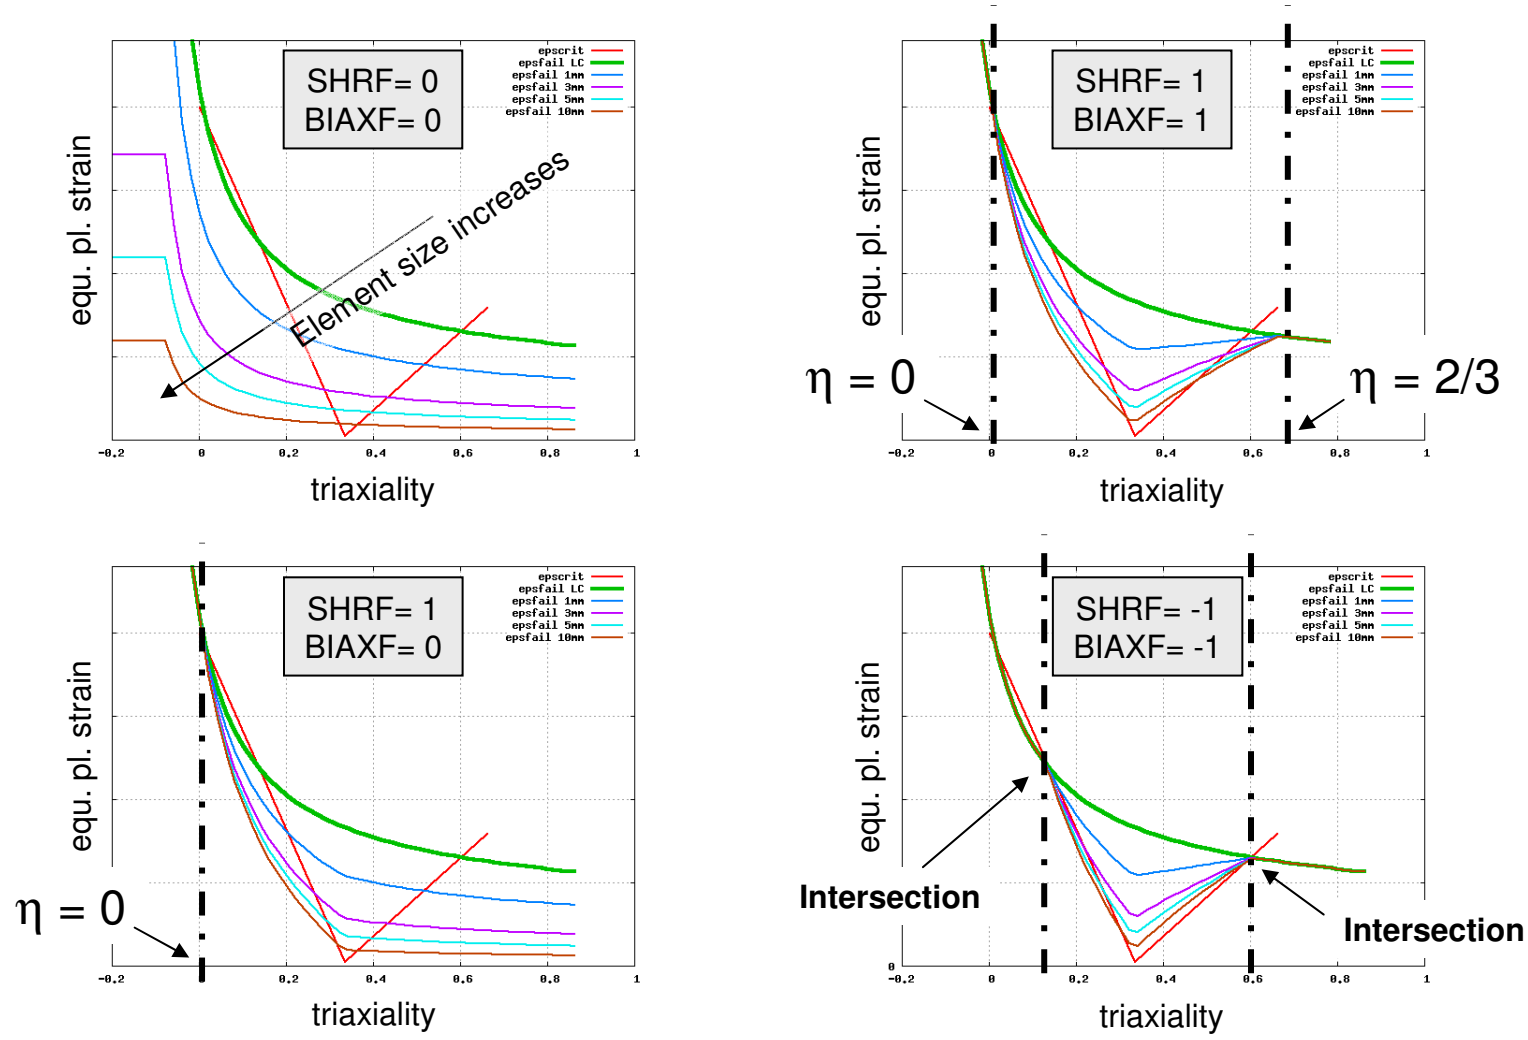 SHRF= 0
BIAXF= 0
epscrit
epsfail LC
epsfail 1mm
epsfail 3mm
epsfail 5mm
epsfail 10mm
equ. pl. strain
Element size increases
-0.2 0 0.2 0.4 0.6 0.8 1
triaxiality
SHRF= 1
BIAXF= 1
epscrit
epsfail LC
epsfail 1mm
epsfail 3mm
epsfail 5mm
epsfail 10mm
equ. pl. strain
η = 0
η = 2/3
-0.2 0 0.2 0.4 0.6 0.8 1
triaxiality
SHRF= 1
BIAXF= 0
epscrit
epsfail LC
epsfail 1mm
epsfail 3mm
epsfail 5mm
epsfail 10mm
equ. pl. strain
η = 0
-0.2 0 0.2 0.4 0.6 0.8 1
triaxiality
SHRF= -1
BIAXF= -1
epscrit
epsfail LC
epsfail 1mm
epsfail 3mm
epsfail 5mm
epsfail 10mm
equ. pl. strain
Intersection
Intersection
0
-0.2 0 0.2 0.4 0.6 0.8 1
triaxiality